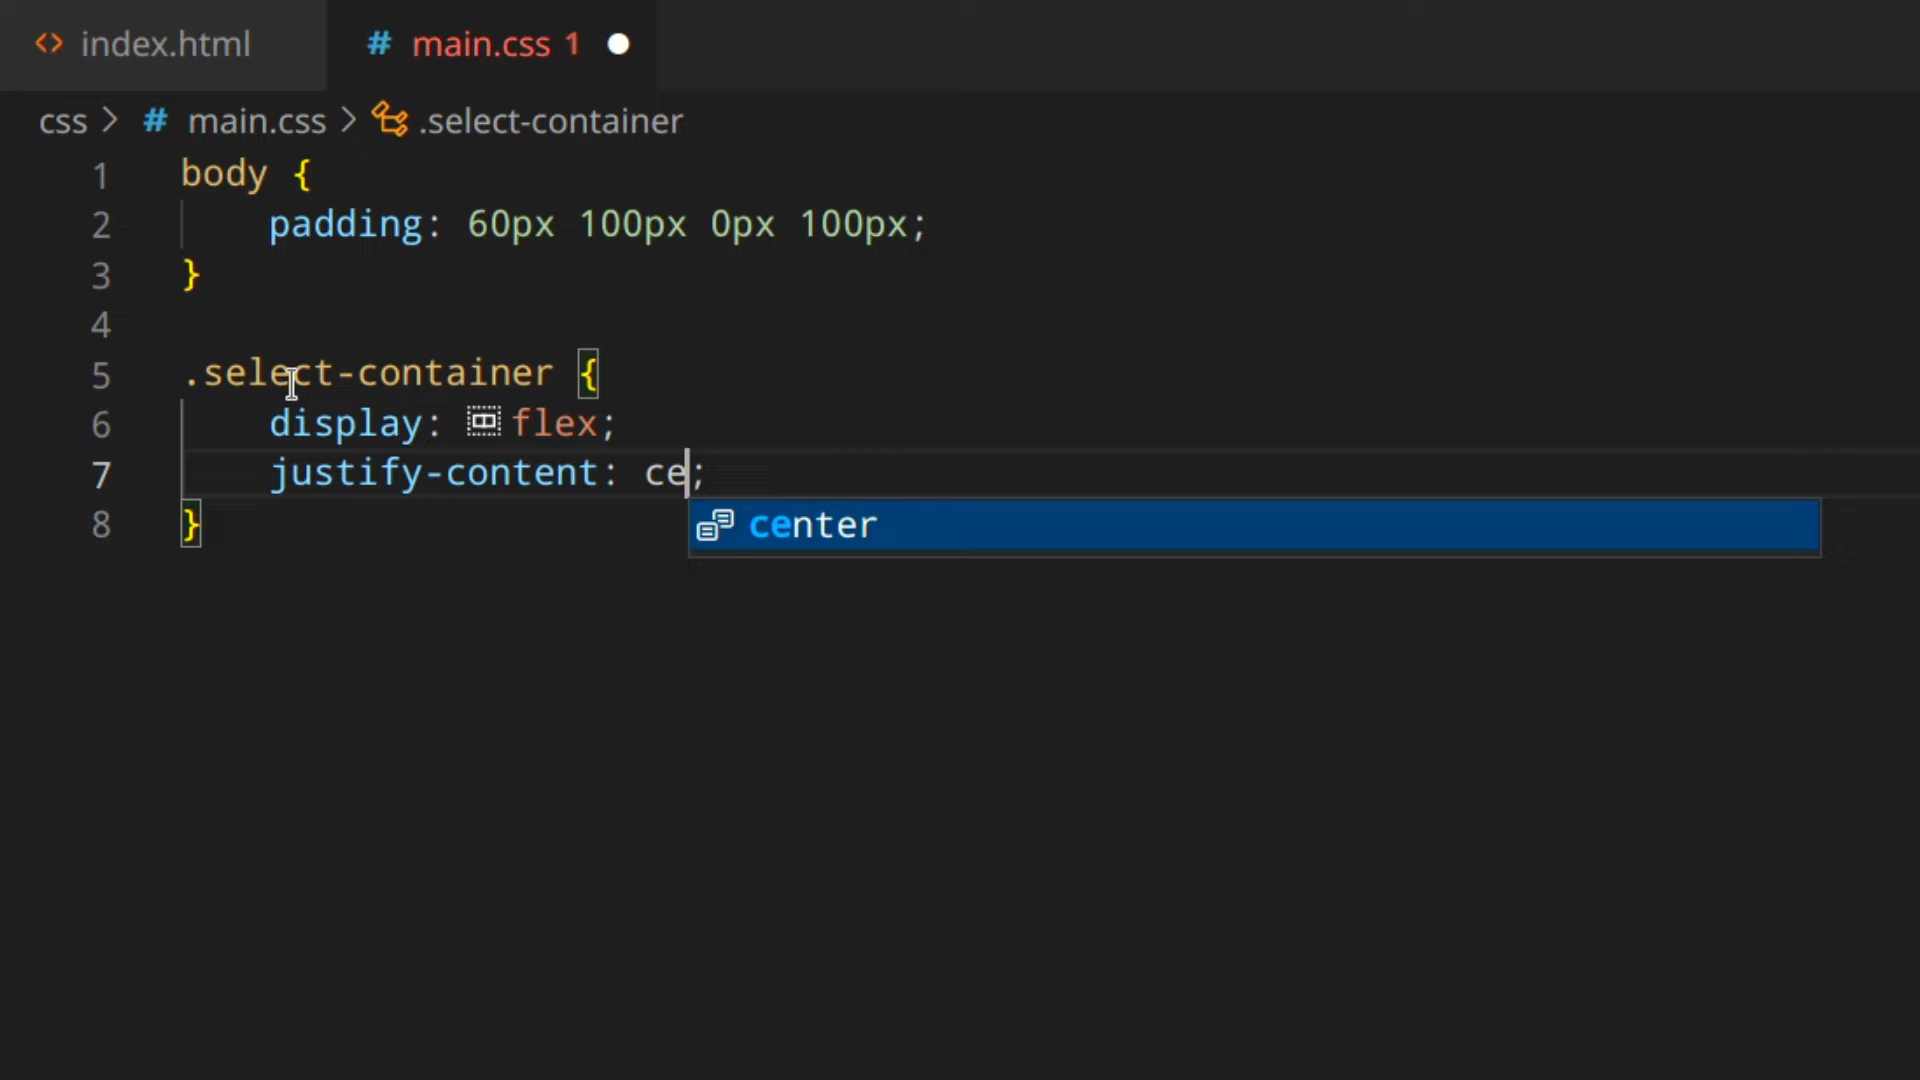 index.html
# main.css 1
css > # main.css > .select-container
1 body {
2 padding: 60px 100px 0px 100px;
3 }
4
5 .select-container {
6 display: flex;
7 justify-content: ce;
8 }
center